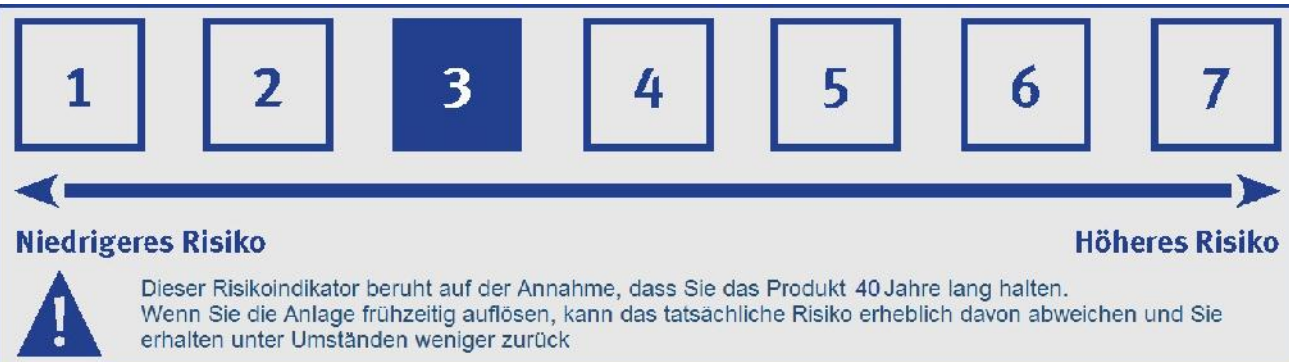 1 2 3 4 5 6 7
Niedrigeres Risiko Höheres Risiko
!
Dieser Risikoindikator beruht auf der Annahme, dass Sie das Produkt 40 Jahre lang halten.
Wenn Sie die Anlage frühzeitig auflösen, kann das tatsächliche Risiko erheblich davon abweichen und Sie
erhalten unter Umständen weniger zurück